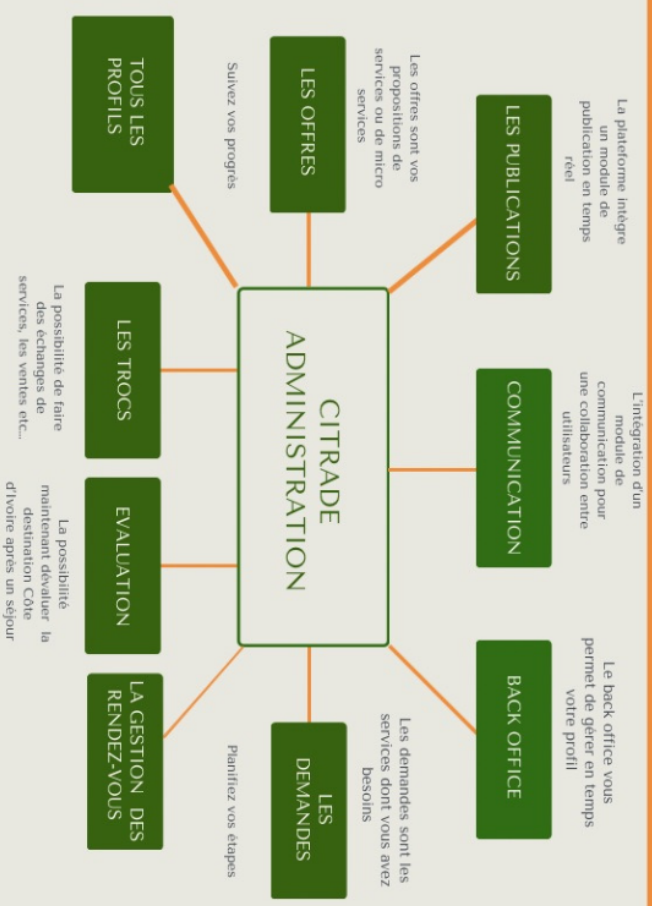 La plateforme intègre
un module de
publication en temps
réel
LES PUBLICATIONS
L'intégration d'un
module de
communication pour
une collaboration entre
utilisateurs
COMMUNICATION
Le back office vous
permet de gérer en temps
votre profil
BACK OFFICE
Les offres sont vos
propositions de
services ou de micro
services
LES OFFRES
Suivez vos progrès
CITRADE
ADMINISTRATION
Les demandes sont les
services dont vous avez
besoins
LES
DEMANDES
Planifiez vos étapes
TOUS LES
PROFILS
LES TROCS
La possibilité de faire
des échanges de
services, les ventes etc..
EVALUATION
La possibilité
maintenant dévaluer la
destination Côte
d'Ivoire après un séjour
LA GESTION DES
RENDEZ-VOUS